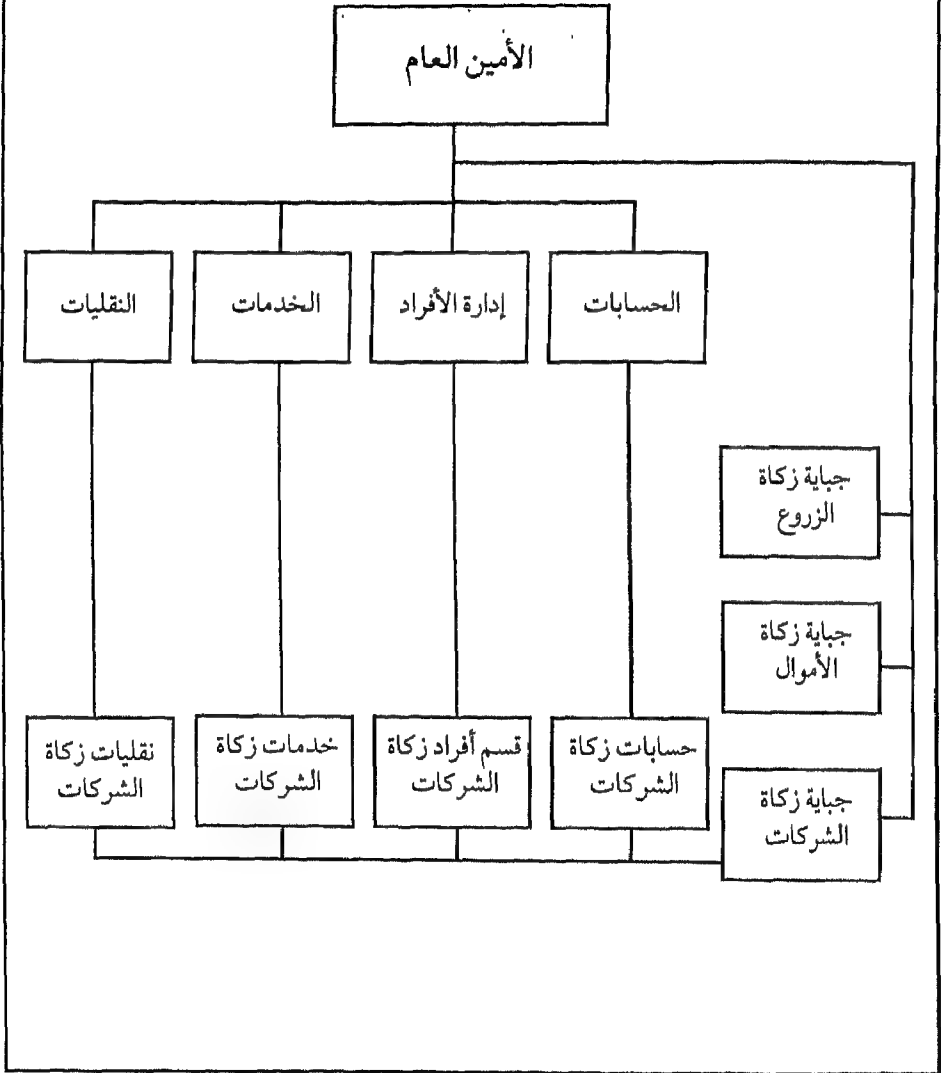 الأمين العام
الحسابات
إدارة الأفراد
الخدمات
النقليات
جباية زكاة
الزروع
جباية زكاة
الأموال
جباية زكاة
الشركات
حسابات زكاة
الشركات
قسم أفراد زكاة
الشركات
خدمات زكاة
الشركات
نقليات زكاة
الشركات